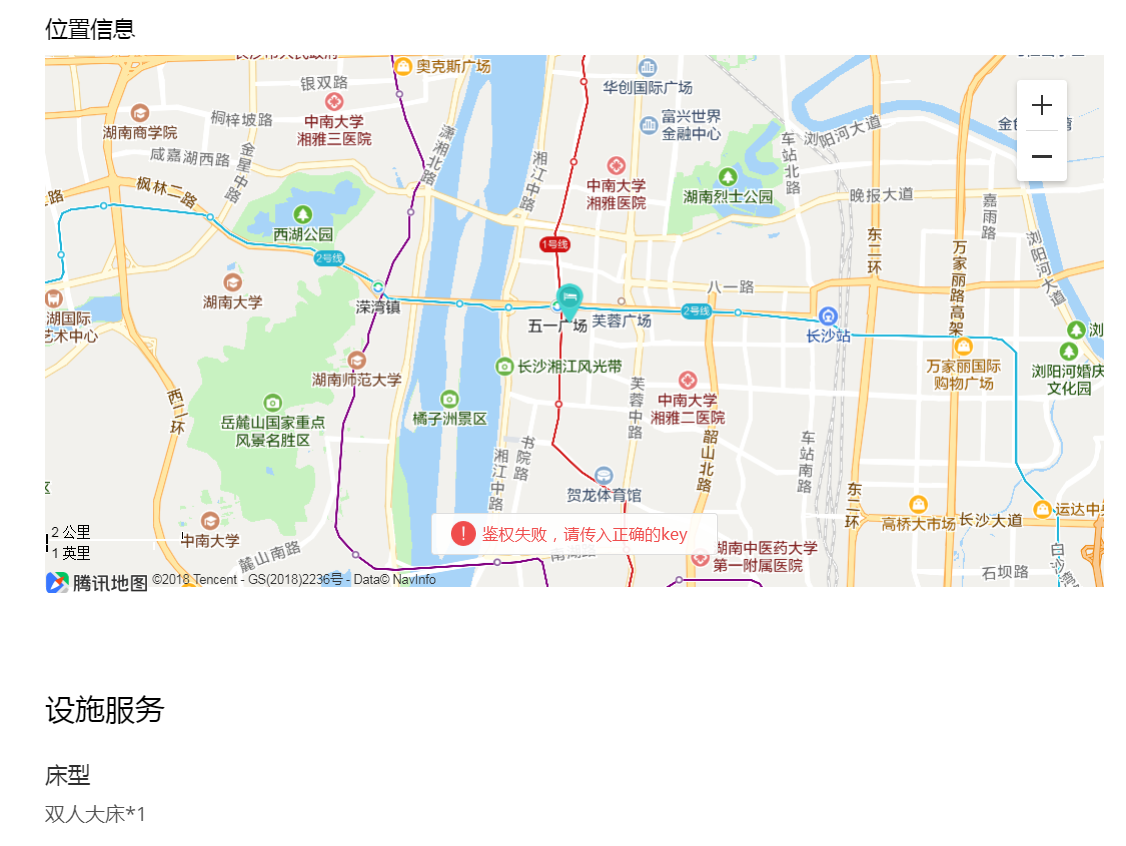 位置信息
奥克斯广场
银双路
华创国际广场
湖南商学院
桐梓坡路
中南大学
湘雅三医院
富兴世界
金融中心
浏阳河大道
咸嘉湖西路
金星中路
潇湘北路
湘江中路
车站北路
枫林二路
路
中南大学
湘雅医院
湖南烈士公园
晚报大道
嘉雨路
西湖公园
1号线
2号线
东二环
万家丽路高架
浏阳河大道
湖南大学
溁湾镇
八一路
湖国际
艺术中心
五一广场
芙蓉广场
2号线
长沙站
浏
湖南师范大学
长沙湘江风光带
万家丽国际
购物广场
浏阳河婚庆
文化园
西二环
岳麓山国家重点
风景名胜区
橘子洲景区
芙蓉中路
中南大学
湘雅二医院
韶山北路
车站南路
书院路
湘江中路
贺龙体育馆
东二环
高桥大市场
长沙大道
运达中央
2 公里
1 英里
中南大学
麓山南路
鉴权失败，请传入正确的key
湖南中医药大学
第一附属医院
石坝路
腾讯地图
©2018 Tencent - GS(2018)2236号 - Data© NavInfo
设施服务
床型
双人大床*1